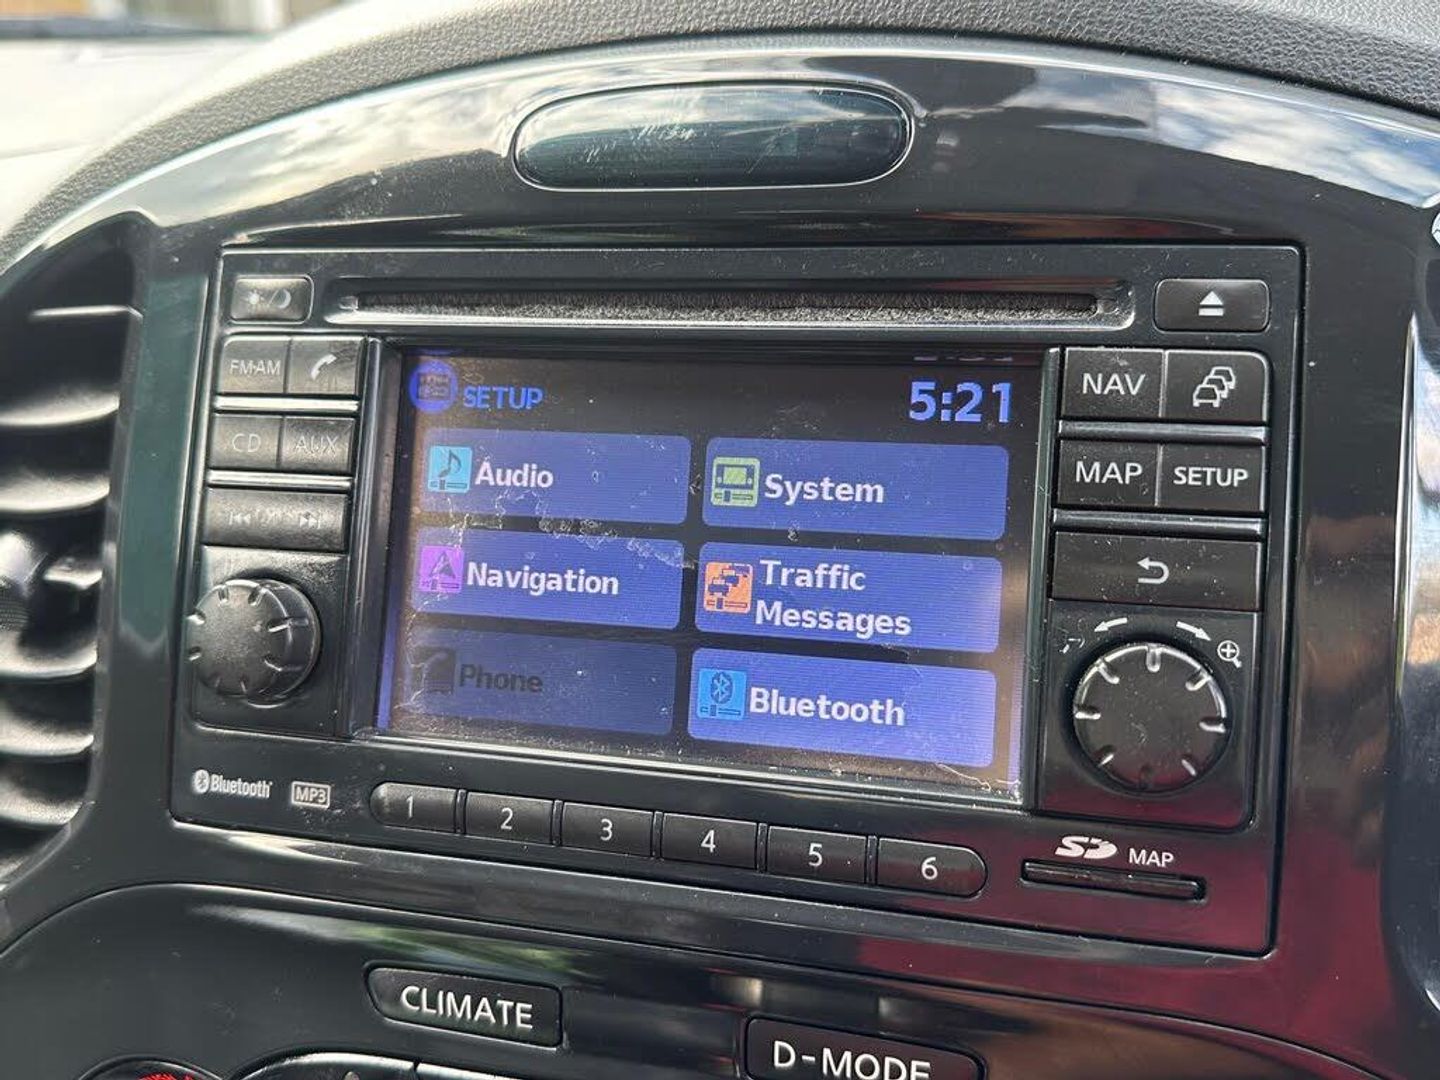 FM·AM
CD AUX
SETUP
5:21
Audio
System
Navigation
Traffic
Messages
Phone
Bluetooth
NAV
MAP SETUP
Bluetooth
MP3
1 2 3 4 5 6
SD MAP
CLIMATE
D-MODE